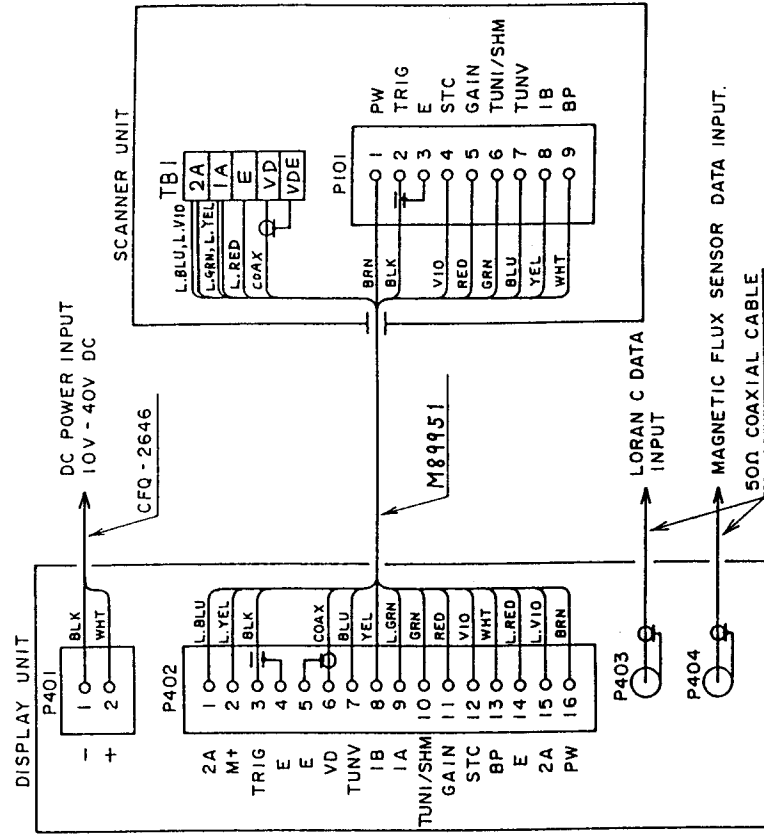 DISPLAY UNIT
P401
- 1 BLK
+ 2 WHT
DC POWER INPUT
10V - 40V DC
CFQ-2646
P402
2A 1 L.BLU
M+ 2 L.YEL
TRIG 3 BLK
E 4
E 5
VD 6 COAX
TUNV 7 BLU
1B 8 YEL
1A 9 L.GRN
TUNI/SHM 10 GRN
GAIN 11 RED
STC 12 VIO
BP 13 WHT
E 14 L.RED
2A 15 L.VIO
PW 16 BRN
M89951
P403
LORAN C DATA
INPUT
P404
MAGNETIC FLUX SENSOR DATA INPUT.
50Ω COAXIAL CABLE
SCANNER UNIT
TB1
L.BLU, L.VIO 2A
L.GRN, L.YEL 1A
L.RED E
COAX VD
VDE
P101
BRN 1 PW
BLK 2 TRIG
3 E
VIO 4 STC
RED 5 GAIN
GRN 6 TUNI/SHM
BLU 7 TUNV
YEL 8 1B
WHT 9 BP